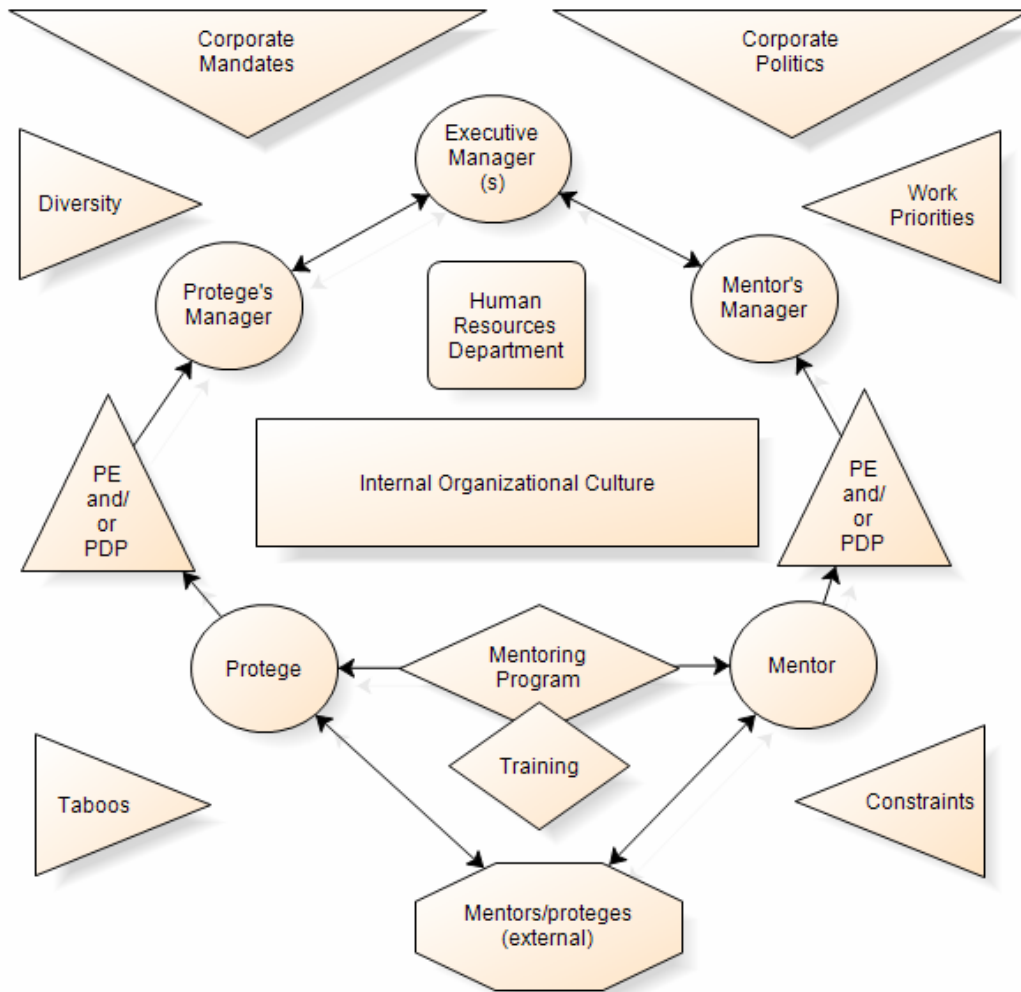 Corporate
Mandates
Corporate
Politics
Executive
Manager
(s)
Diversity
Work
Priorities
Protege's
Manager
Human
Resources
Department
Mentor's
Manager
PE
and/
or
PDP
Internal Organizational Culture
PE
and/
or
PDP
Protege
Mentoring
Program
Mentor
Training
Taboos
Constraints
Mentors/proteges
(external)